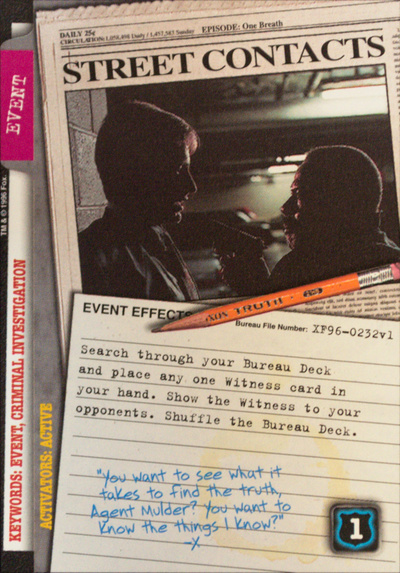 DAILY 25¢
EPISODE: One Breath
CIRCULATION: 1,056,498 Daily / 1,457,583 Sunday
STREET CONTACTS
EVENT
TM & © 1996 Fox.
KEYWORDS: EVENT, CRIMINAL INVESTIGATION
ACTIVATORS: ACTIVE
TRUTH
EVENT EFFECTS
Bureau File Number: XF96-0232v1
Search through your Bureau Deck
and place any one Witness card in
your hand. Show the Witness to your
opponents. Shuffle the Bureau Deck.
"You want to see what it
takes to find the truth,
Agent Mulder? You want to
know the things I know?"
-X
1